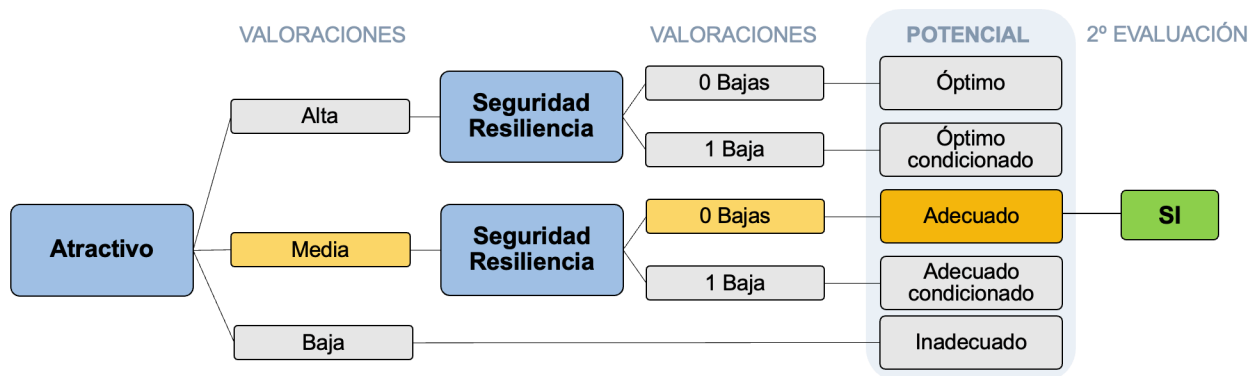 VALORACIONES
VALORACIONES
POTENCIAL
2º EVALUACIÓN
Atractivo
Alta
Seguridad
Resiliencia
0 Bajas
Óptimo
1 Baja
Óptimo
condicionado
Media
Seguridad
Resiliencia
0 Bajas
Adecuado
SI
1 Baja
Adecuado
condicionado
Baja
Inadecuado